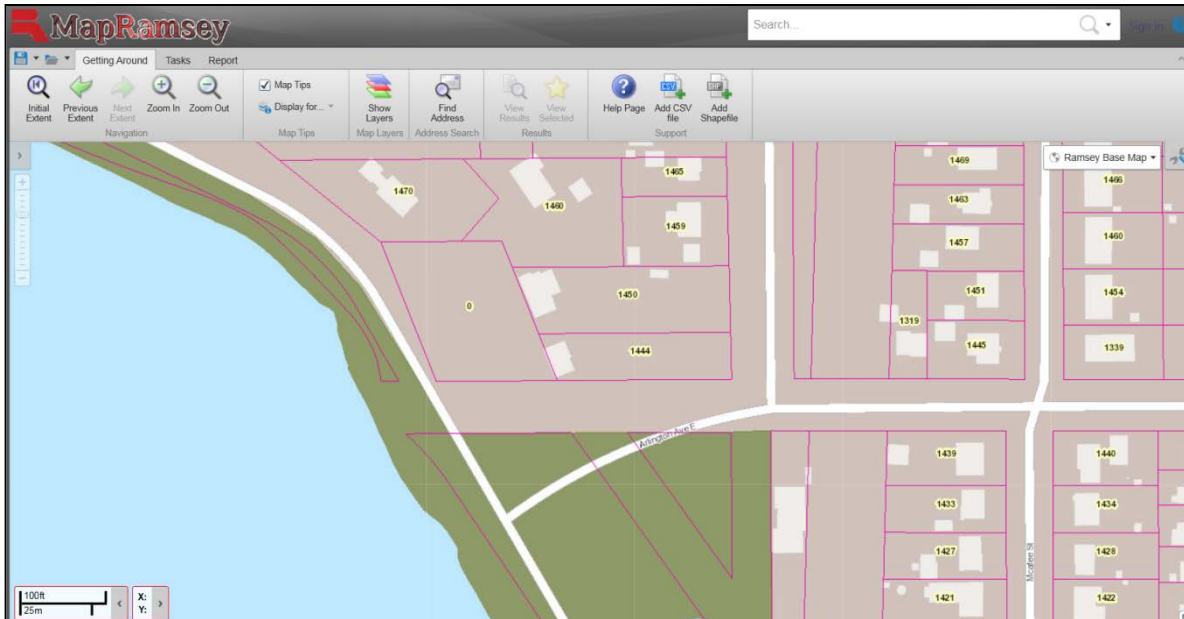 MapRamsey
Search...
Sign in
Getting Around Tasks Report
Initial Extent
Previous Extent
Next Extent
Zoom In
Zoom Out
Navigation
Map Tips
Display for...
Map Tips
Show Layers
Map Layers
Find Address
Address Search
View Results
View Selected
Results
Help Page
CSV
Add CSV file
Add Shapefile
Support
Ramsey Base Map
1470
1460
1465
1459
1469
1463
1457
1466
1460
0
1450
1451
1454
1319
1444
1445
1339
Arlington Ave E
1439
1440
1433
1434
1427
1428
1421
1422
Mcafee St
100ft
25m
X:
Y: